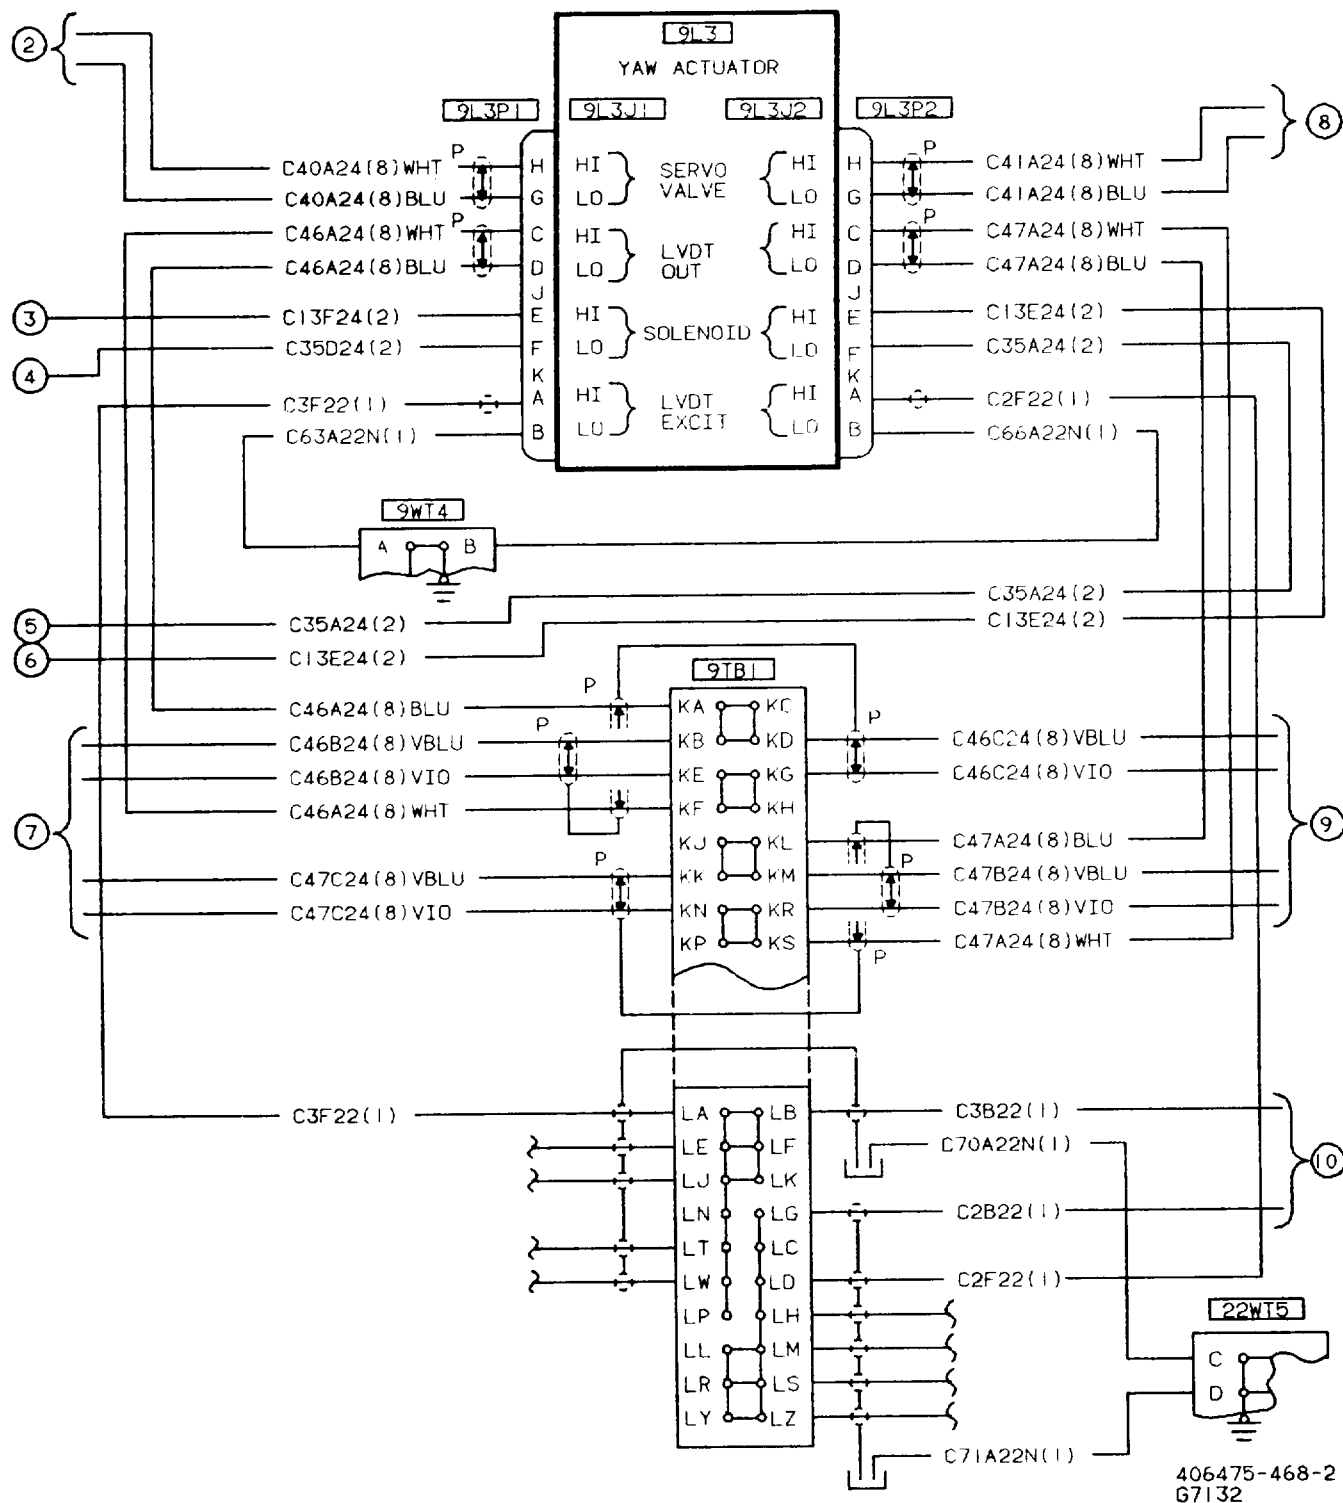 2
9L3
YAW ACTUATOR
9L3P1 9L3J1 9L3J2 9L3P2
8
C40A24(8)WHT P H HI SERVO VALVE HI H P C41A24(8)WHT
C40A24(8)BLU G LO LO G C41A24(8)BLU
C46A24(8)WHT P C HI LVDT OUT HI C P C47A24(8)WHT
C46A24(8)BLU D LO LO D C47A24(8)BLU
J J
3 C13F24(2) E HI SOLENOID HI E C13E24(2)
4 C35D24(2) F LO LO F C35A24(2)
K K
C3F22(1) A HI LVDT EXCIT HI A C2F22(1)
C63A22N(1) B LO LO B C66A22N(1)
9WT4
A B
C35A24(2)
5 C35A24(2) C13E24(2)
6 C13E24(2)
9TB1
C46A24(8)BLU P KA KC
C46B24(8)VBLU P KB KD P C46C24(8)VBLU
C46B24(8)VIO KE KG C46C24(8)VIO
C46A24(8)WHT KF KH
7 9
KJ KL C47A24(8)BLU
C47C24(8)VBLU P KK KM P C47B24(8)VBLU
C47C24(8)VIO KN KR C47B24(8)VIO
KP KS C47A24(8)WHT
P
C3F22(1) LA LB C3B22(1)
LE LF C70A22N(1)
10
LJ LK
LN LG C2B22(1)
LT LC
LW LD C2F22(1)
LP LH 22WT5
LL LM C
LR LS D
LY LZ
C71A22N(1)
406475-468-2
G7132